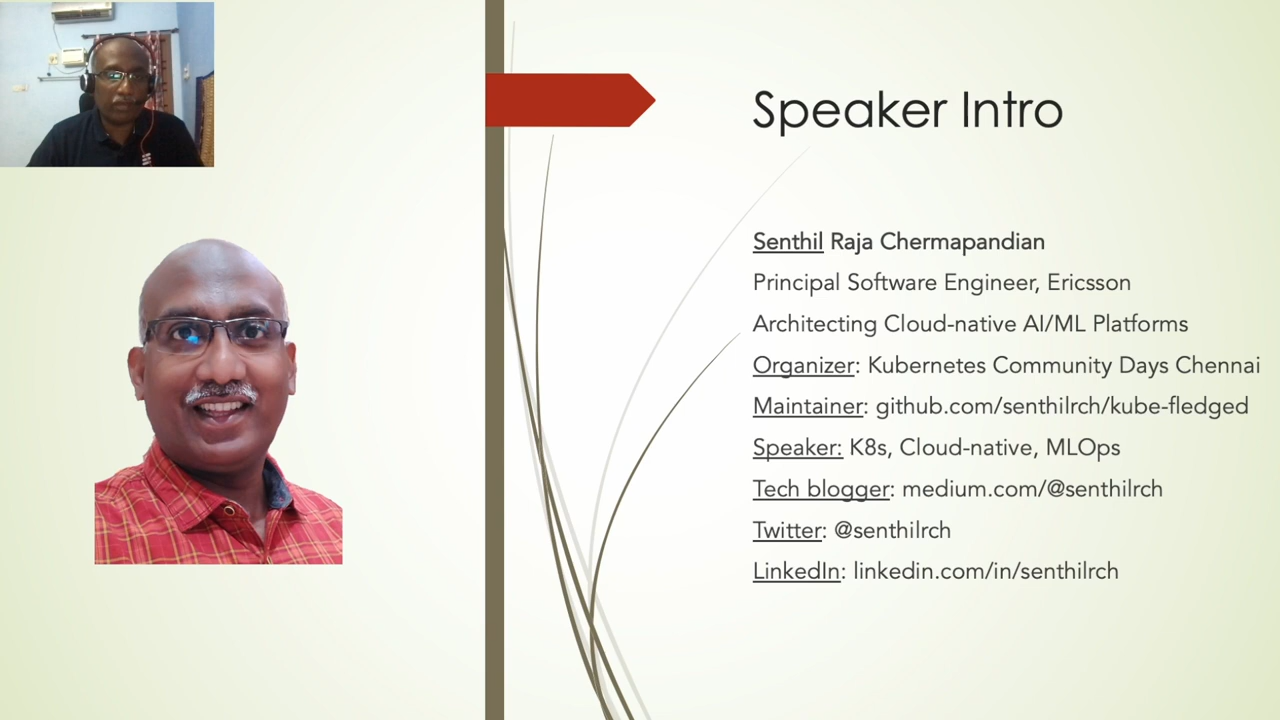 Speaker Intro
Senthil Raja Chermapandian
Principal Software Engineer, Ericsson
Architecting Cloud-native AI/ML Platforms
Organizer: Kubernetes Community Days Chennai
Maintainer: github.com/senthilrch/kube-fledged
Speaker: K8s, Cloud-native, MLOps
Tech blogger: medium.com/@senthilrch
Twitter: @senthilrch
LinkedIn: linkedin.com/in/senthilrch